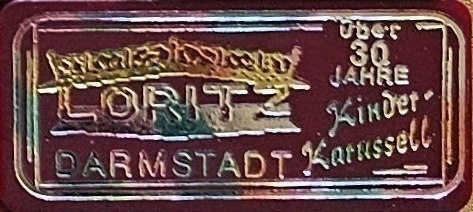 LORITZ
DARMSTADT
über
30
JAHRE
Kinder-
Karussell